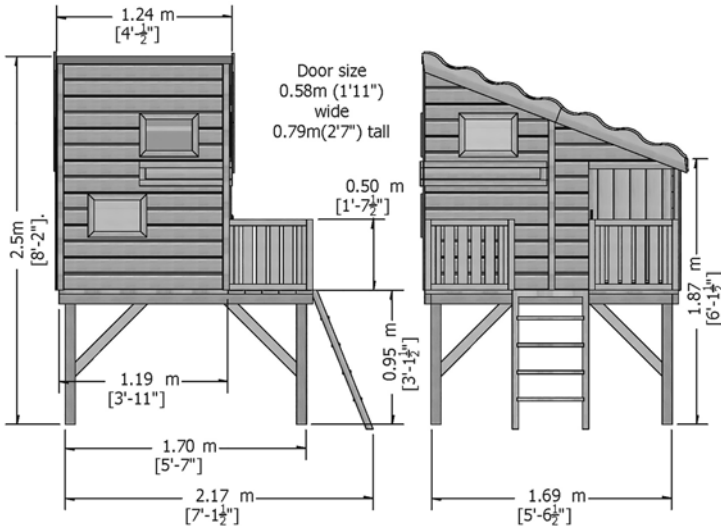 1.24 m
[4'-½"]
Door size
0.58m (1'11")
wide
0.79m(2'7") tall
0.50 m
[1'-7½"]
2.5m
[8'-2"].
1.87 m
[6'-1½"]
0.95 m
[3'-1½"]
1.19 m
[3'-11"]
1.70 m
[5'-7"]
2.17 m
[7'-1½"]
1.69 m
[5'-6½"]